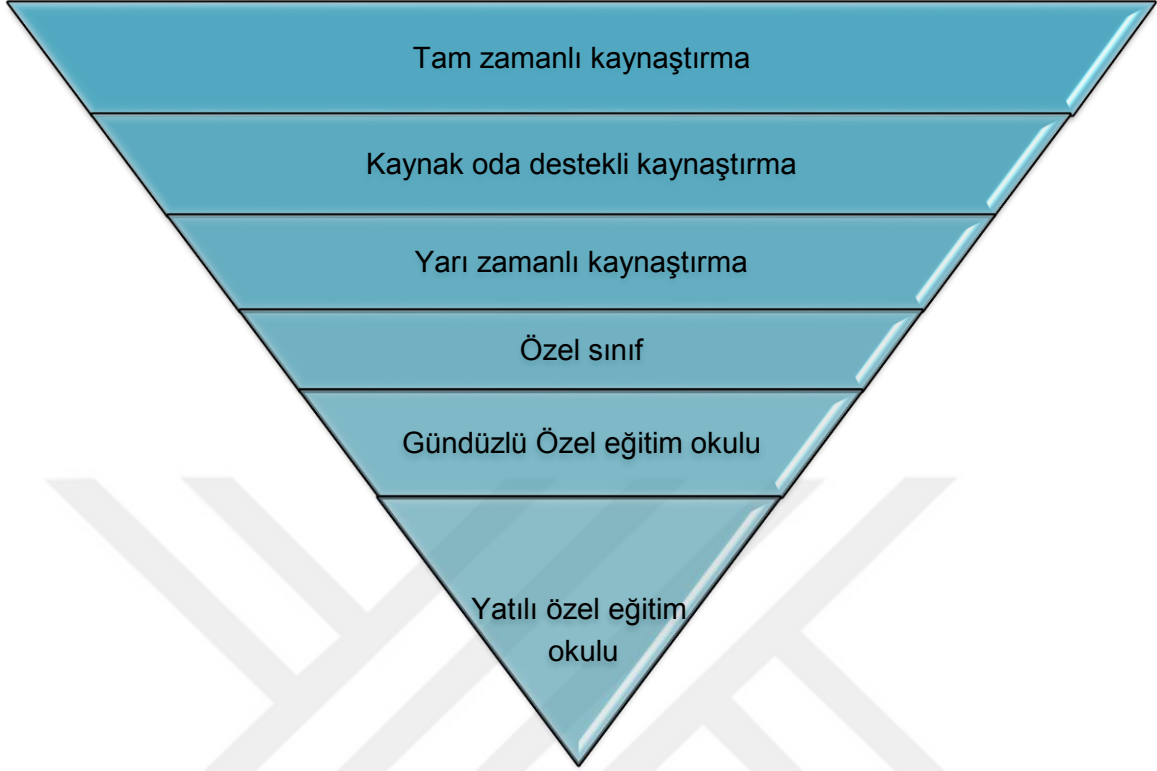 Tam zamanlı kaynaştırma
Kaynak oda destekli kaynaştırma
Yarı zamanlı kaynaştırma
Özel sınıf
Gündüzlü Özel eğitim okulu
Yatılı özel eğitim
okulu